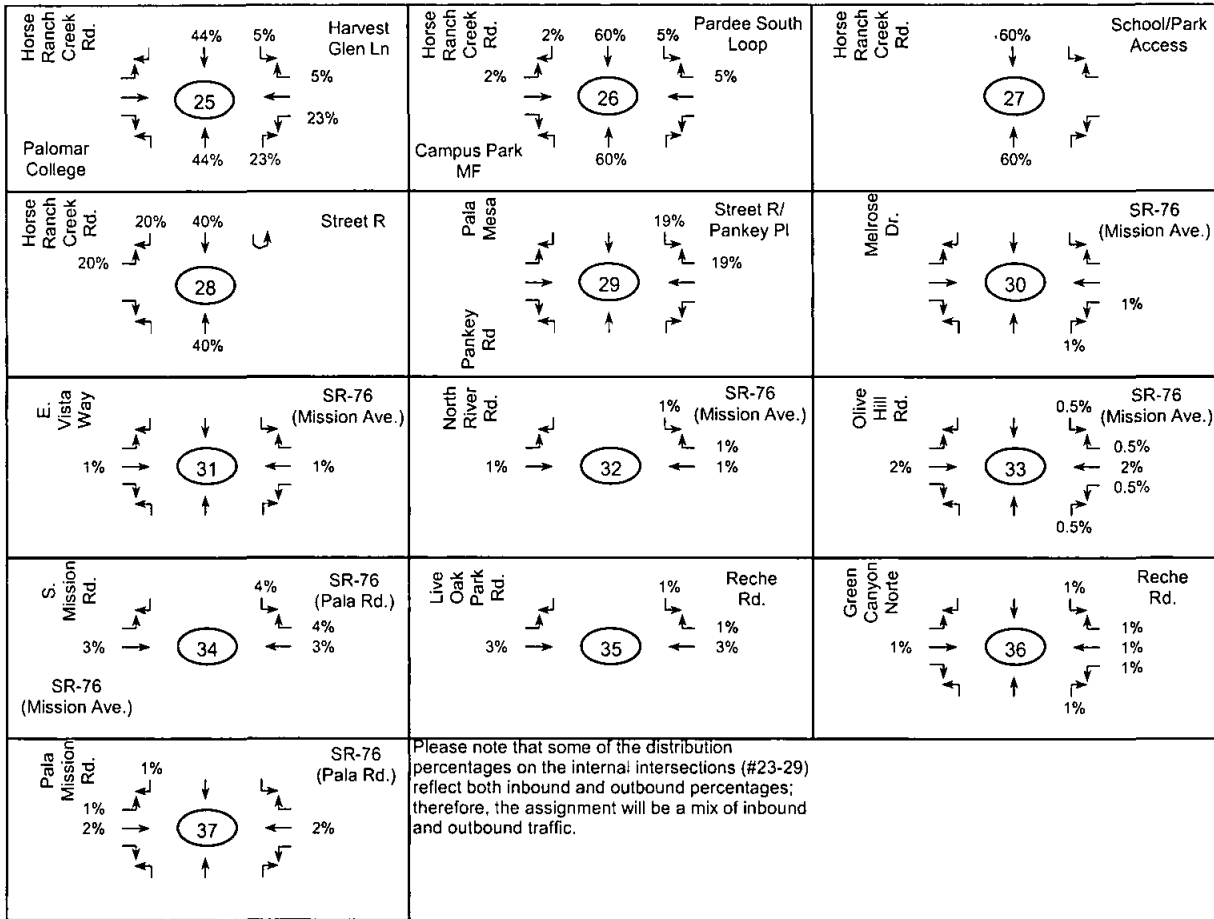 Horse
Ranch
Creek
Rd.
44%
5%
Harvest
Glen Ln
5%
25
23%
Palomar
College
44%
23%
Horse
Ranch
Creek
Rd.
2%
60%
5%
Pardee South
Loop
2%
5%
26
Campus Park
MF
60%
Horse
Ranch
Creek
Rd.
60%
School/Park
Access
27
60%
Horse
Ranch
Creek
Rd.
20%
40%
Street R
20%
28
40%
Pala
Mesa
19%
Street R/
Pankey Pl
19%
29
Pankey
Rd
Melrose
Dr.
SR-76
(Mission Ave.)
30
1%
1%
E.
Vista
Way
SR-76
(Mission Ave.)
1%
31
1%
North
River
Rd.
1%
SR-76
(Mission Ave.)
1%
1%
32
1%
Olive
Hill
Rd.
0.5%
SR-76
(Mission Ave.)
0.5%
2%
33
2%
0.5%
0.5%
S.
Mission
Rd.
4%
SR-76
(Pala Rd.)
4%
3%
34
3%
SR-76
(Mission Ave.)
Live
Oak
Park
Rd.
1%
Reche
Rd.
1%
3%
35
3%
Green
Canyon
Norte
1%
Reche
Rd.
1%
1%
36
1%
1%
1%
Pala
Mission
Rd.
1%
SR-76
(Pala Rd.)
1%
2%
37
2%
Please note that some of the distribution
percentages on the internal intersections (#23-29)
reflect both inbound and outbound percentages;
therefore, the assignment will be a mix of inbound
and outbound traffic.